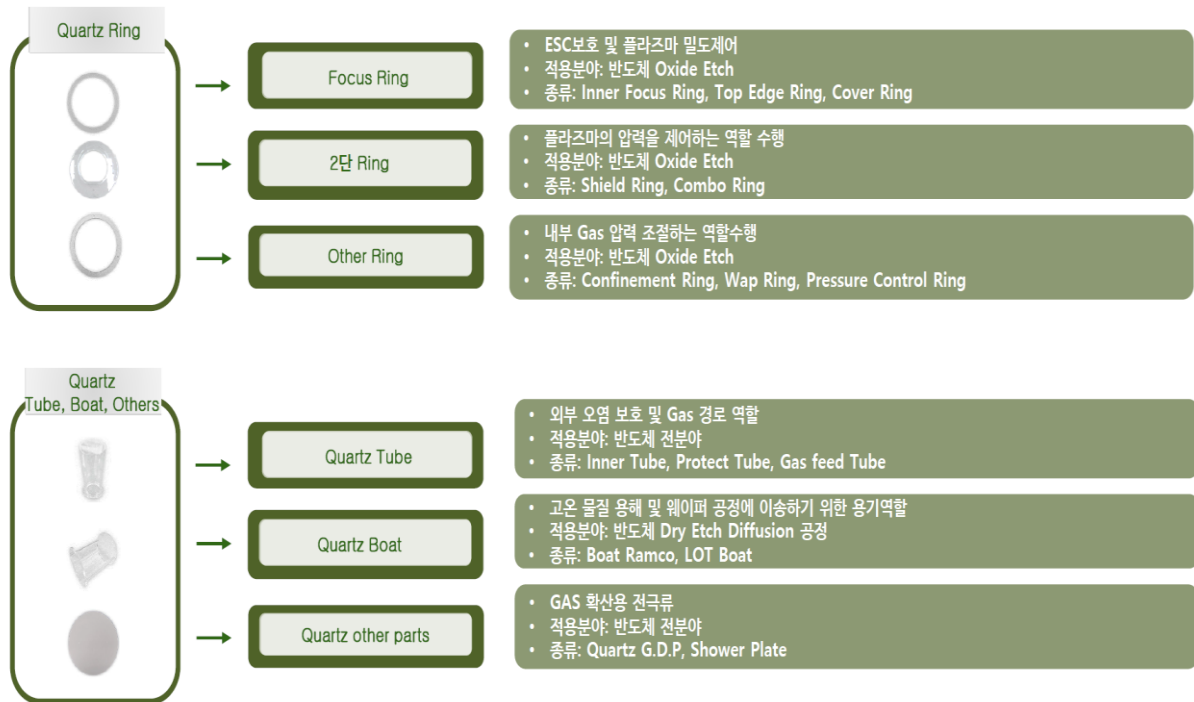 Quartz Ring
Focus Ring
• ESC보호 및 플라즈마 밀도제어
• 적용분야: 반도체 Oxide Etch
• 종류: Inner Focus Ring, Top Edge Ring, Cover Ring
2단 Ring
• 플라즈마의 압력을 제어하는 역할 수행
• 적용분야: 반도체 Oxide Etch
• 종류: Shield Ring, Combo Ring
Other Ring
• 내부 Gas 압력 조절하는 역할수행
• 적용분야: 반도체 Oxide Etch
• 종류: Confinement Ring, Wap Ring, Pressure Control Ring
Quartz
Tube, Boat, Others
Quartz Tube
• 외부 오염 보호 및 Gas 경로 역할
• 적용분야: 반도체 전분야
• 종류: Inner Tube, Protect Tube, Gas feed Tube
Quartz Boat
• 고온 물질 용해 및 웨이퍼 공정에 이송하기 위한 용기역할
• 적용분야: 반도체 Dry Etch Diffusion 공정
• 종류: Boat Ramco, LOT Boat
Quartz other parts
• GAS 확산용 전극류
• 적용분야: 반도체 전분야
• 종류: Quartz G.D.P, Shower Plate